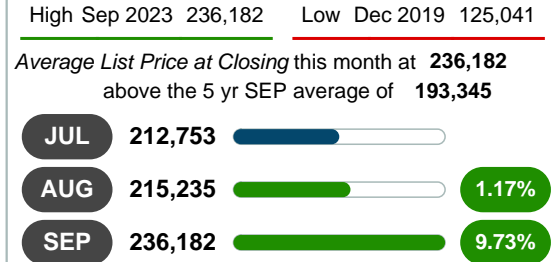 High Sep 2023 236,182 Low Dec 2019 125,041
Average List Price at Closing this month at 236,182
above the 5 yr SEP average of 193,345
JUL 212,753
AUG 215,235 1.17%
SEP 236,182 9.73%